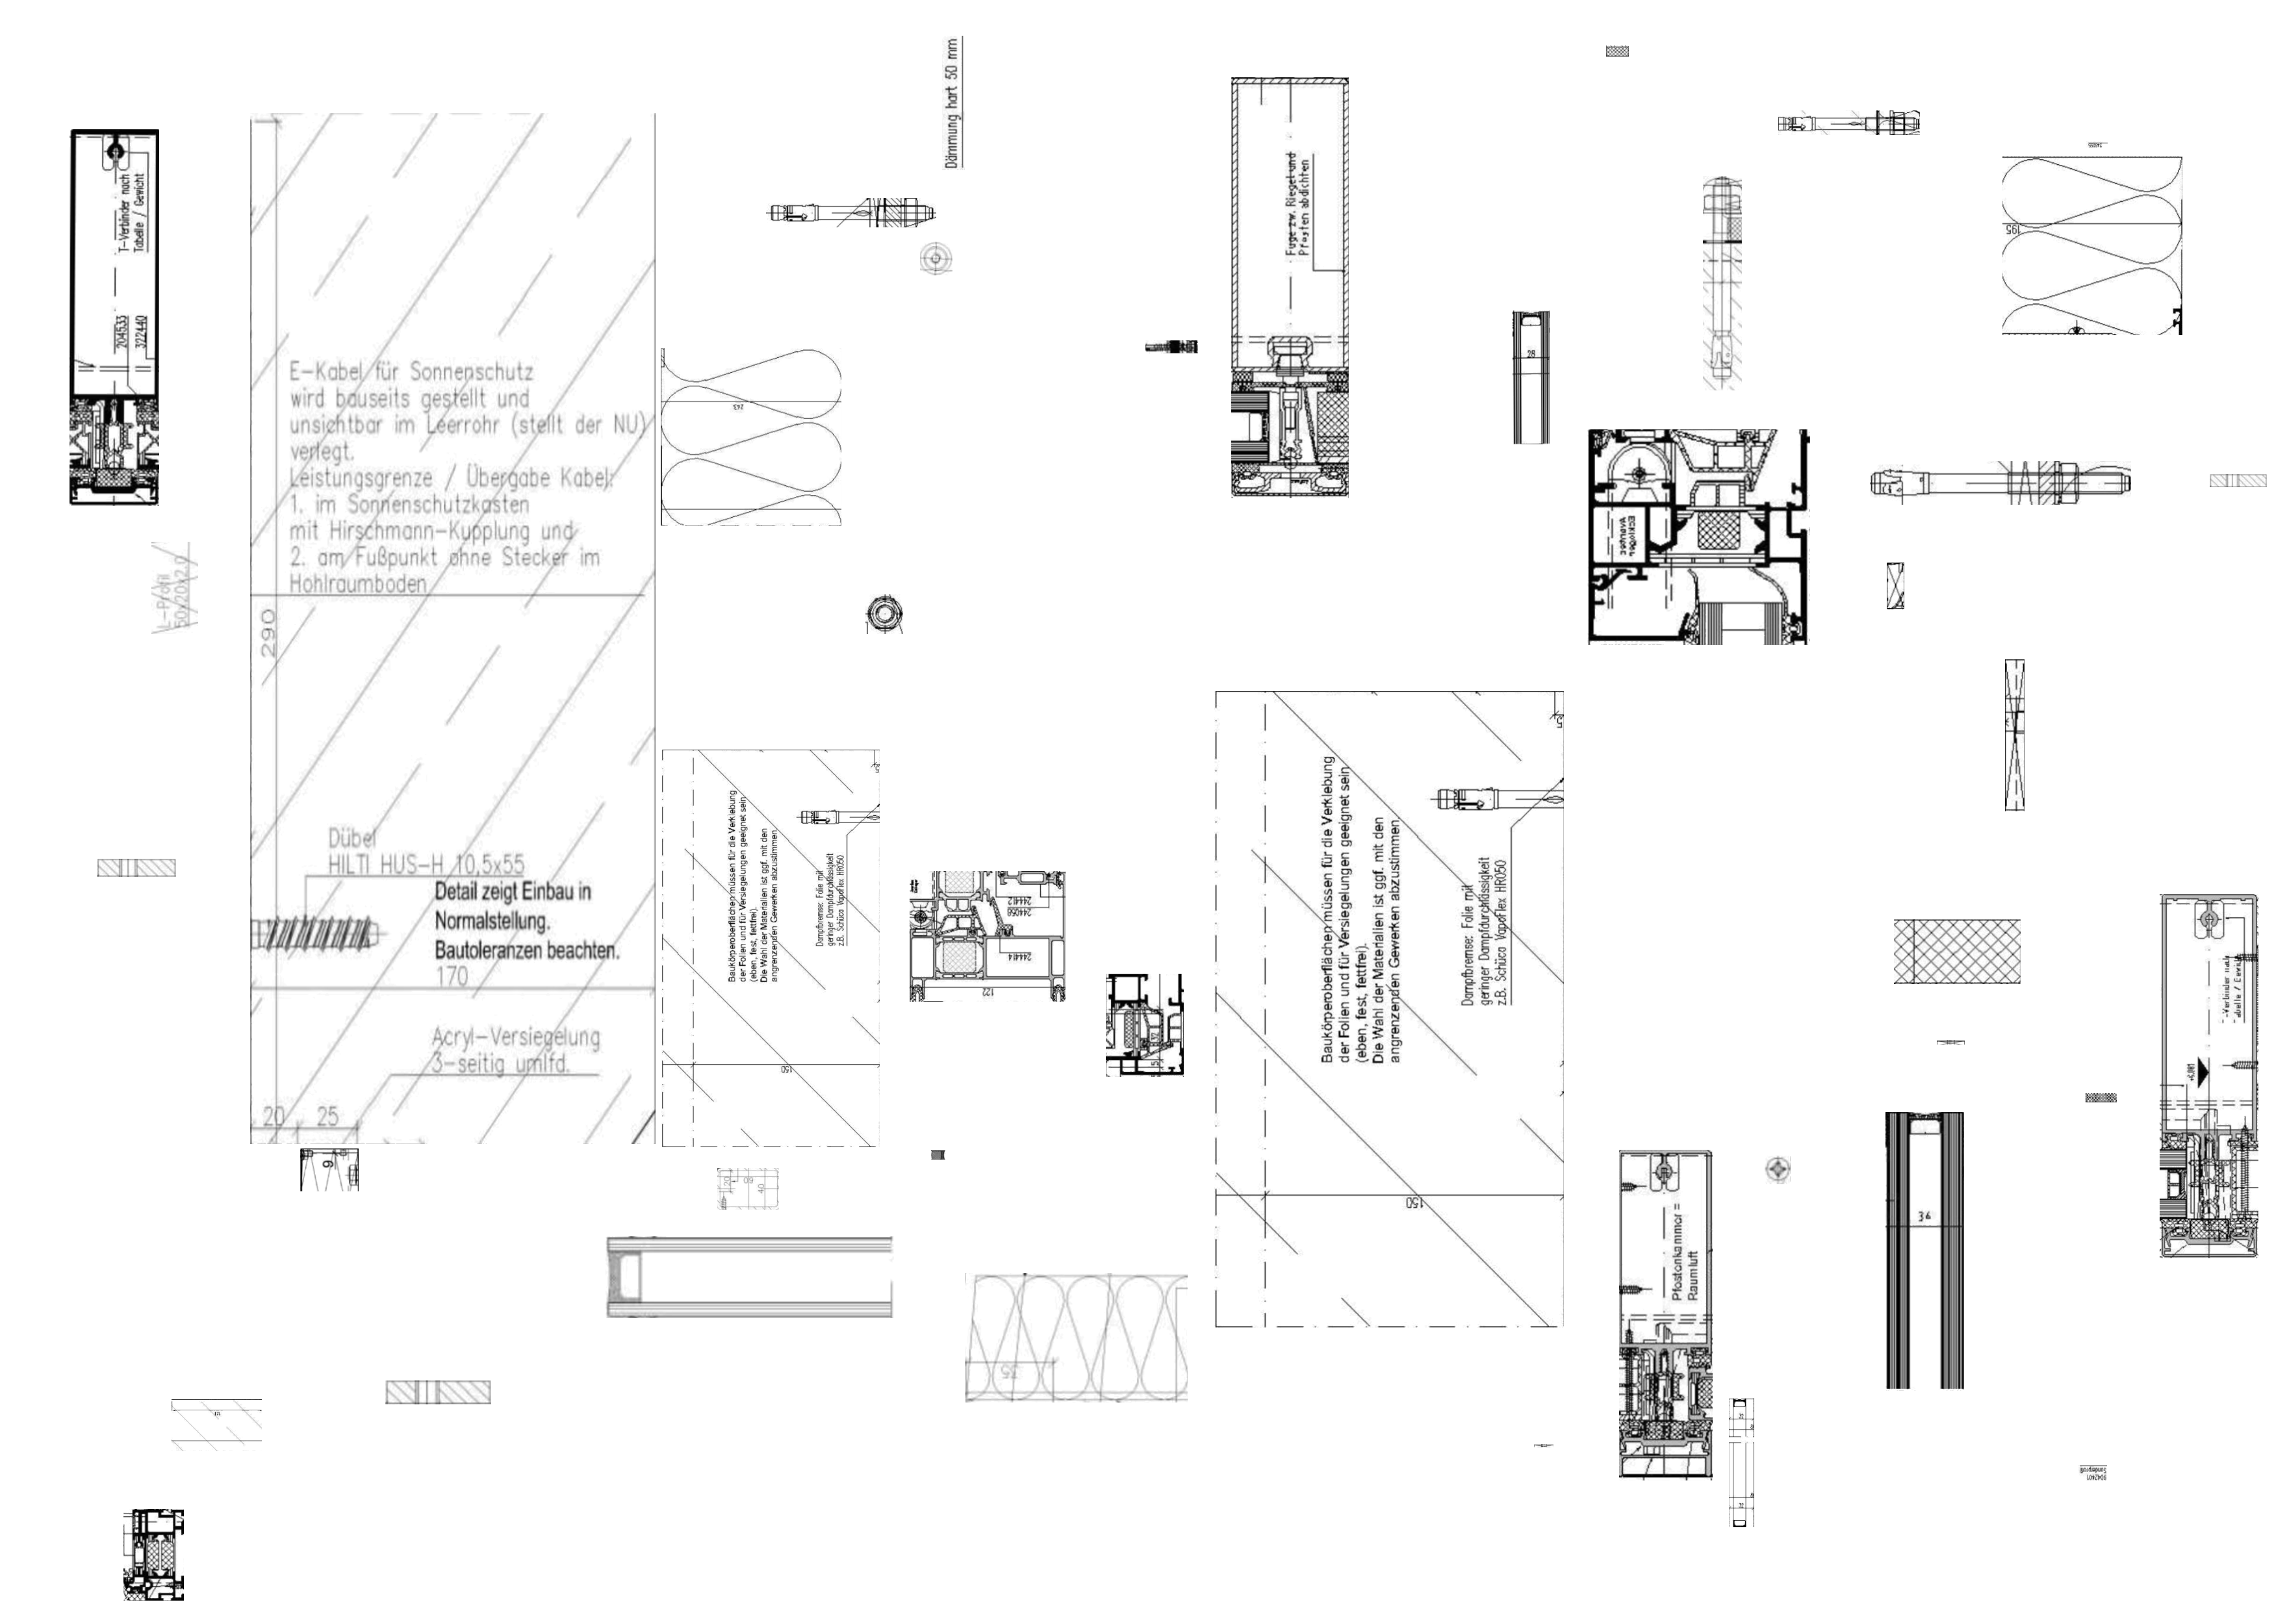 Dämmung hart 50 mm
T-Verbinder nach
Tabelle / Gewicht
204533
322440
E-Kabel für Sonnenschutz
wird bauseits gestellt und
unsichtbar im Leerrohr (stellt der NU)
verlegt.
Leistungsgrenze / Übergabe Kabel:
1. im Sonnenschutzkasten
mit Hirschmann-Kupplung und
2. am Fußpunkt ohne Stecker im
Hohlraumboden
290
L-Profil
50x20x2.0
Dübel
HILTI HUS-H 10,5x55
Detail zeigt Einbau in
Normalstellung.
Bautoleranzen beachten.
170
Acryl-Versiegelung
3-seitig umlfd.
20 25
9
243
Fuge zw. Riegel und
Pfosten abdichten
28
195
Baukörperoberflächen müssen für die Verklebung
der Folien und für Versiegelungen geeignet sein
(eben, fest, fettfrei).
Die Wahl der Materialien ist ggf. mit den
angrenzenden Gewerken abzustimmen.
Dampfbremse: Folie mit
geringer Dampfdurchlässigkeit
z.B. Schüco VapoFlex HR050
150
244412
244068
244414
122
Baukörperoberflächen müssen für die Verklebung
der Folien und für Versiegelungen geeignet sein
(eben, fest, fettfrei).
Die Wahl der Materialien ist ggf. mit den
angrenzenden Gewerken abzustimmen.
Dampfbremse: Folie mit
geringer Dampfdurchlässigkeit
z.B. Schüco VapoFlex HR050
150
20
40
35
Pfostenkammer =
Raumluft
36
32
32
Sonderprofil